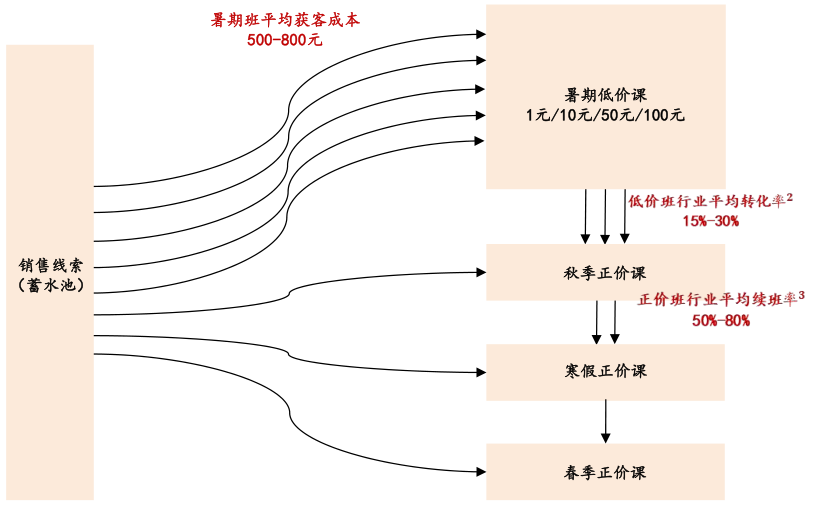 暑期班平均获客成本
500-800元
暑期低价课
1元/10元/50元/100元
低价班行业平均转化率2
15%-30%
销售线索
（蓄水池）
秋季正价课
正价班行业平均续班率3
50%-80%
寒假正价课
春季正价课